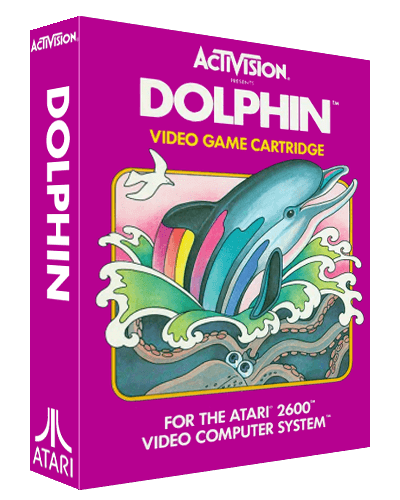 ACTIVISION
DOLPHIN
ATARI
ACTIVISION®
PRESENTS
DOLPHIN™
VIDEO GAME CARTRIDGE
FOR THE ATARI® 2600™
VIDEO COMPUTER SYSTEM™